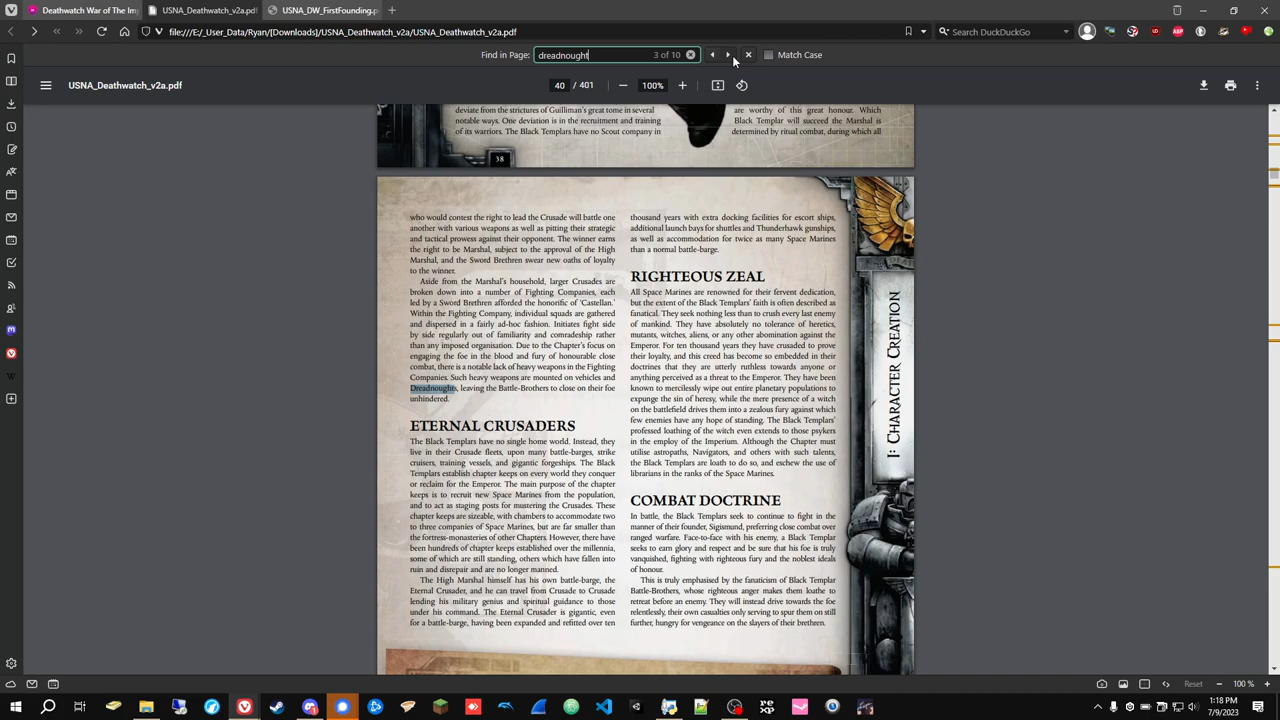 Deathwatch War of The Im
USNA_Deathwatch_v2a.pdf
USNA_DW_FirstFounding.p
file:///E:/_User_Data/Ryan/[Downloads]/USNA_Deathwatch_v2a/USNA_Deathwatch_v2a.pdf
Search DuckDuckGo
Find in Page:
dreadnought
3 of 10
Match Case
USNA_Deathwatch_v2a.pdf
40 / 401
100%
deviate from the strictures of Guilliman's great tome in several
notable ways. One deviation is in the recruitment and training
of its warriors. The Black Templars have no Scout company in
are worthy of this great honour. Which
Black Templar will succeed the Marshal is
determined by ritual combat, during which all
38
who would contest the right to lead the Crusade will battle one
another with various weapons as well as pitting their strategic
and tactical prowess against their opponent. The winner earns
the right to be Marshal, subject to the approval of the High
Marshal, and the Sword Brethren swear new oaths of loyalty
to the winner.
Aside from the Marshal's household, larger Crusades are
broken down into a number of Fighting Companies, each
led by a Sword Brethren afforded the honorific of 'Castellan.'
Within the Fighting Company, individual squads are gathered
and dispersed in a fairly ad-hoc fashion. Initiates fight side
by side regularly out of familiarity and comradeship rather
than any imposed organisation. Due to the Chapter's focus on
engaging the foe in the blood and fury of honourable close
combat, there is a notable lack of heavy weapons in the Fighting
Companies. Such heavy weapons are mounted on vehicles and
Dreadnoughts, leaving the Battle-Brothers to close on their foe
unhindered.
ETERNAL CRUSADERS
The Black Templars have no single home world. Instead, they
live in their Crusade fleets, upon many battle-barges, strike
cruisers, training vessels, and gigantic forgeships. The Black
Templars establish chapter keeps on every world they conquer
or reclaim for the Emperor. The main purpose of the chapter
keeps is to recruit new Space Marines from the population,
and to act as staging posts for mustering the Crusades. These
chapter keeps are sizeable, with chambers to accommodate two
to three companies of Space Marines, but are far smaller than
the fortress-monasteries of other Chapters. However, there have
been hundreds of chapter keeps established over the millennia,
some of which are still standing, others which have fallen into
ruin and disrepair and are no longer manned.
The High Marshal himself has his own battle-barge, the
Eternal Crusader, and he can travel from Crusade to Crusade
lending his military genius and spiritual guidance to those
under his command. The Eternal Crusader is gigantic, even
for a battle-barge, having been expanded and refitted over ten
thousand years with extra docking facilities for escort ships,
additional launch bays for shuttles and Thunderhawk gunships,
as well as accommodation for twice as many Space Marines
than a normal battle-barge.
RIGHTEOUS ZEAL
All Space Marines are renowned for their fervent dedication,
but the extent of the Black Templars' faith is often described as
fanatical. They seek nothing less than to crush every last enemy
of mankind. They have absolutely no tolerance of heretics,
mutants, witches, aliens, or any other abomination against the
Emperor. For ten thousand years they have crusaded to prove
their loyalty, and this creed has become so embedded in their
doctrines that they are utterly ruthless towards anyone or
anything perceived as a threat to the Emperor. They have been
known to mercilessly wipe out entire planetary populations to
expunge the sin of heresy, while the mere presence of a witch
on the battlefield drives them into a zealous fury against which
few enemies have any hope of standing. The Black Templars'
professed loathing of the witch even extends to those psykers
in the employ of the Imperium. Although the Chapter must
utilise astropaths, Navigators, and others with such talents,
the Black Templars are loath to do so, and eschew the use of
librarians in the ranks of the Space Marines.
COMBAT DOCTRINE
In battle, the Black Templars seek to continue to fight in the
manner of their founder, Sigismund, preferring close combat over
ranged warfare. Face-to-face with his enemy, a Black Templar
seeks to earn glory and respect and be sure that his foe is truly
vanquished, fighting with righteous fury and the noblest ideals
of honour.
This is truly emphasised by the fanaticism of Black Templar
Battle-Brothers, whose righteous anger makes them loathe to
retreat before an enemy. They will instead drive towards the foe
relentlessly, their own casualties only serving to spur them on still
further, hungry for vengeance on the slayers of their brethren.
I: CHARACTER CREATION
Reset
100 %
1:18 PM
7/9/2023